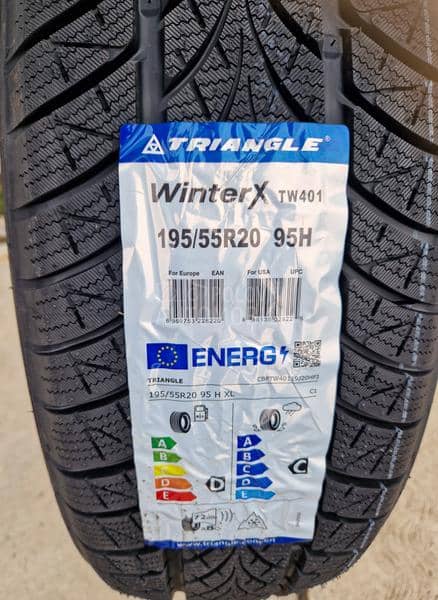 TRIANGLE
WinterX TW401
195/55R20 95H
For Europe EAN For USA UPC
ENERG
TRIANGLE
195/55R20 95 H XL C1
A A
B B
C C C
D D D
E E
72dB
www.triangle.com.cn